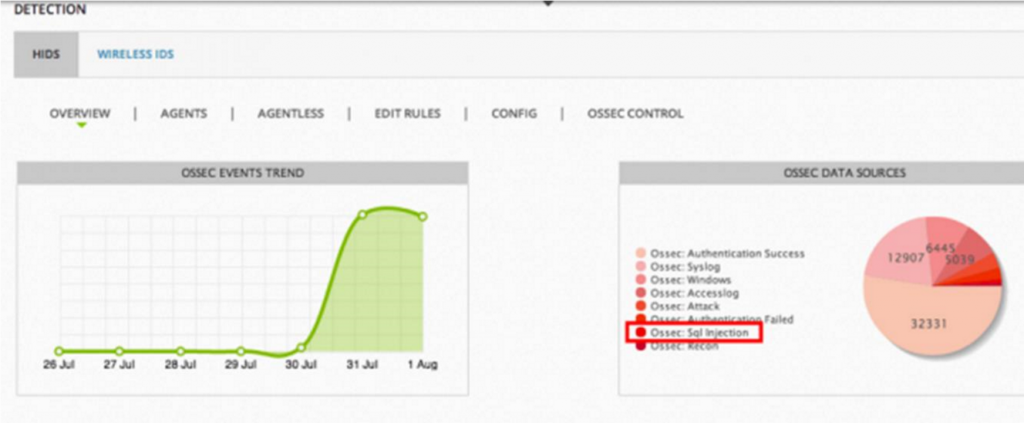 DETECTION
HIDS WIRELESS IDS
OVERVIEW | AGENTS | AGENTLESS | EDIT RULES | CONFIG | OSSEC CONTROL
OSSEC EVENTS TREND
26 Jul 27 Jul 28 Jul 29 Jul 30 Jul 31 Jul 1 Aug
OSSEC DATA SOURCES
Ossec: Authentication Success
Ossec: Syslog
Ossec: Windows
Ossec: Accesslog
Ossec: Attack
Ossec: Authentication Failed
Ossec: Sql Injection
Ossec: Recon
12907
6445
5039
32331